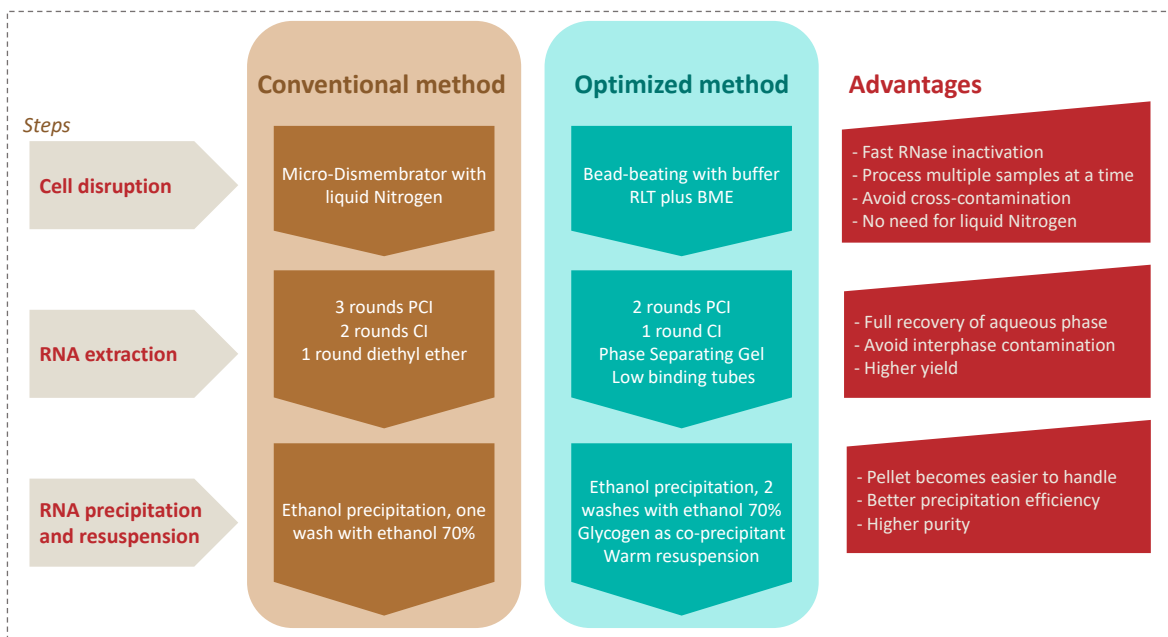 Conventional method
Optimized method
Advantages
Steps
Cell disruption
Micro-Dismembrator with
liquid Nitrogen
Bead-beating with buffer
RLT plus BME
- Fast RNase inactivation
- Process multiple samples at a time
- Avoid cross-contamination
- No need for liquid Nitrogen
RNA extraction
3 rounds PCI
2 rounds CI
1 round diethyl ether
2 rounds PCI
1 round CI
Phase Separating Gel
Low binding tubes
- Full recovery of aqueous phase
- Avoid interphase contamination
- Higher yield
RNA precipitation
and resuspension
Ethanol precipitation, one
wash with ethanol 70%
Ethanol precipitation, 2
washes with ethanol 70%
Glycogen as co-precipitant
Warm resuspension
- Pellet becomes easier to handle
- Better precipitation efficiency
- Higher purity